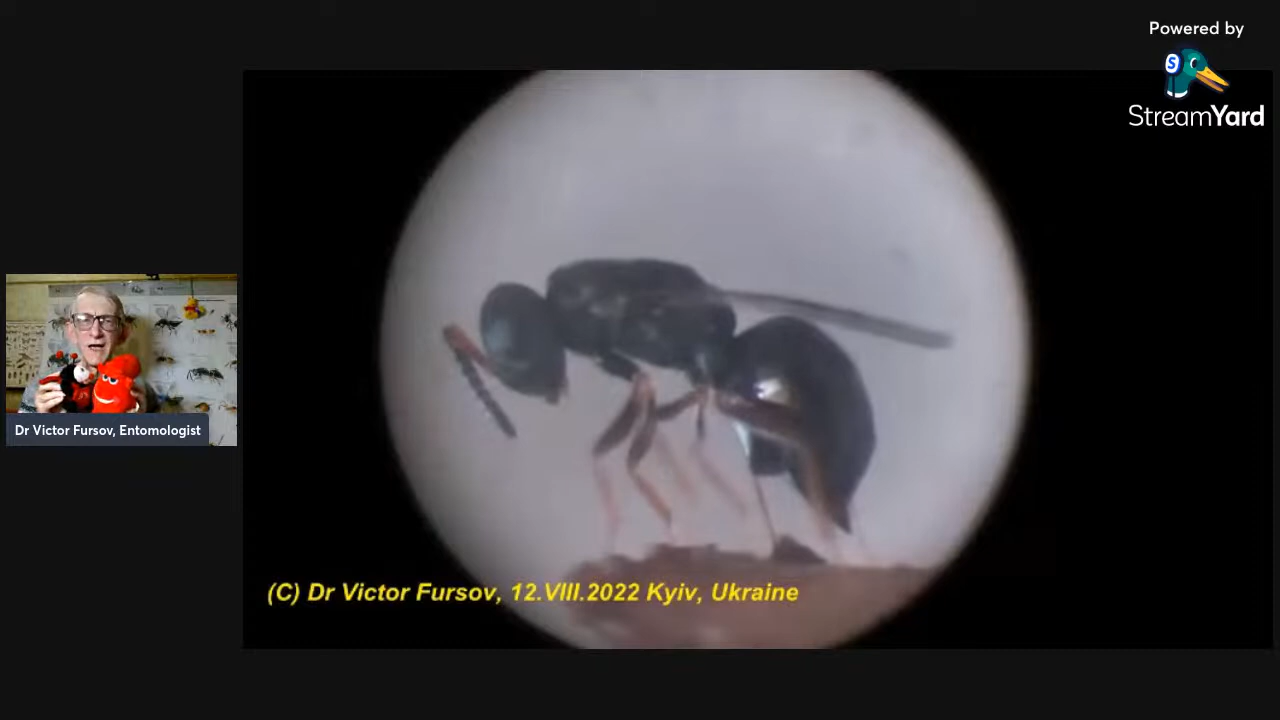 Powered by
S
StreamYard
Dr Victor Fursov, Entomologist
(C) Dr Victor Fursov, 12.VIII.2022 Kyiv, Ukraine